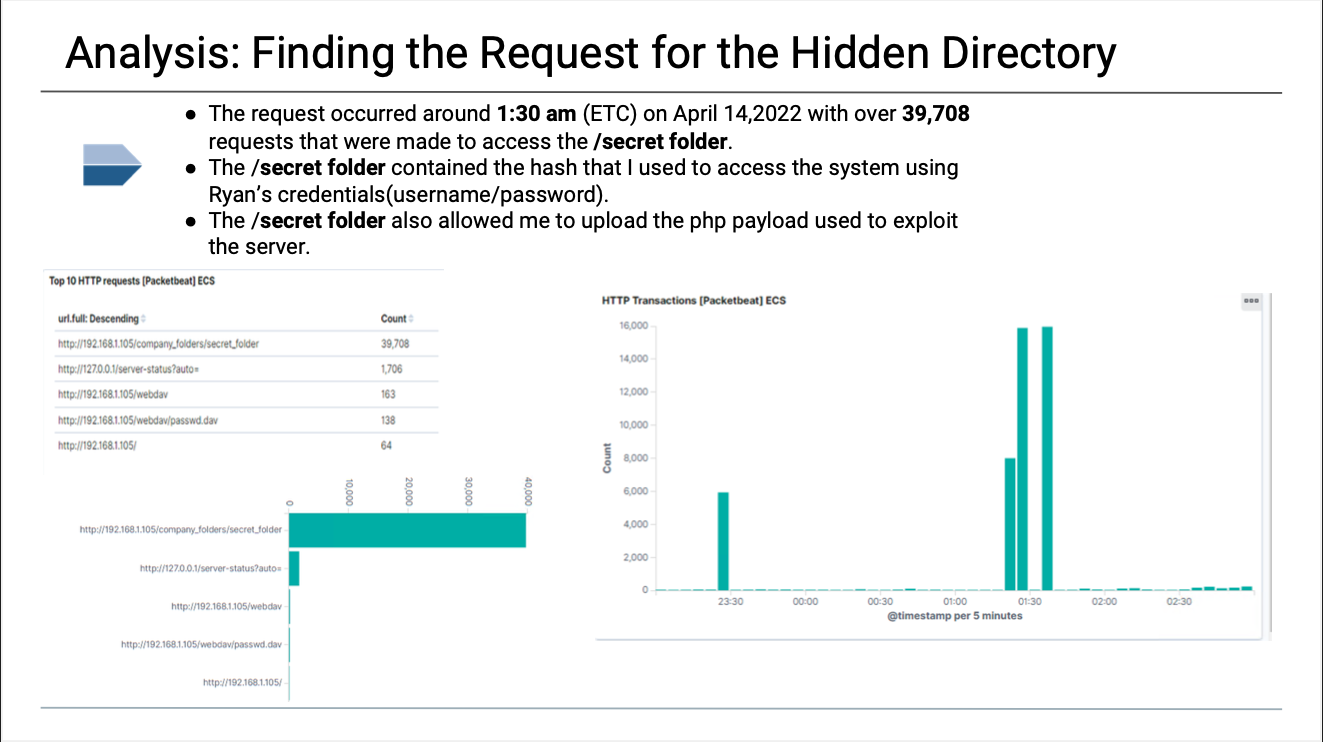 Analysis: Finding the Request for the Hidden Directory
● The request occurred around 1:30 am (ETC) on April 14,2022 with over 39,708
requests that were made to access the /secret folder.
● The /secret folder contained the hash that I used to access the system using
Ryan's credentials(username/password).
● The /secret folder also allowed me to upload the php payload used to exploit
the server.
Top 10 HTTP requests [Packetbeat] ECS
url.full: Descending Count
http://192.168.1.105/company_folders/secret_folder 39,708
http://127.0.0.1/server-status?auto= 1,706
http://192.168.1.105/webdav 163
http://192.168.1.105/webdav/passwd.dav 138
http://192.168.1.105/ 64
0 10,000 20,000 30,000 40,000
http://192.168.1.105/company_folders/secret_folder
http://127.0.0.1/server-status?auto=
http://192.168.1.105/webdav
http://192.168.1.105/webdav/passwd.dav
http://192.168.1.105/
HTTP Transactions [Packetbeat] ECS
16,000
14,000
12,000
10,000
8,000
6,000
4,000
2,000
0
Count
23:30 00:00 00:30 01:00 01:30 02:00 02:30
@timestamp per 5 minutes